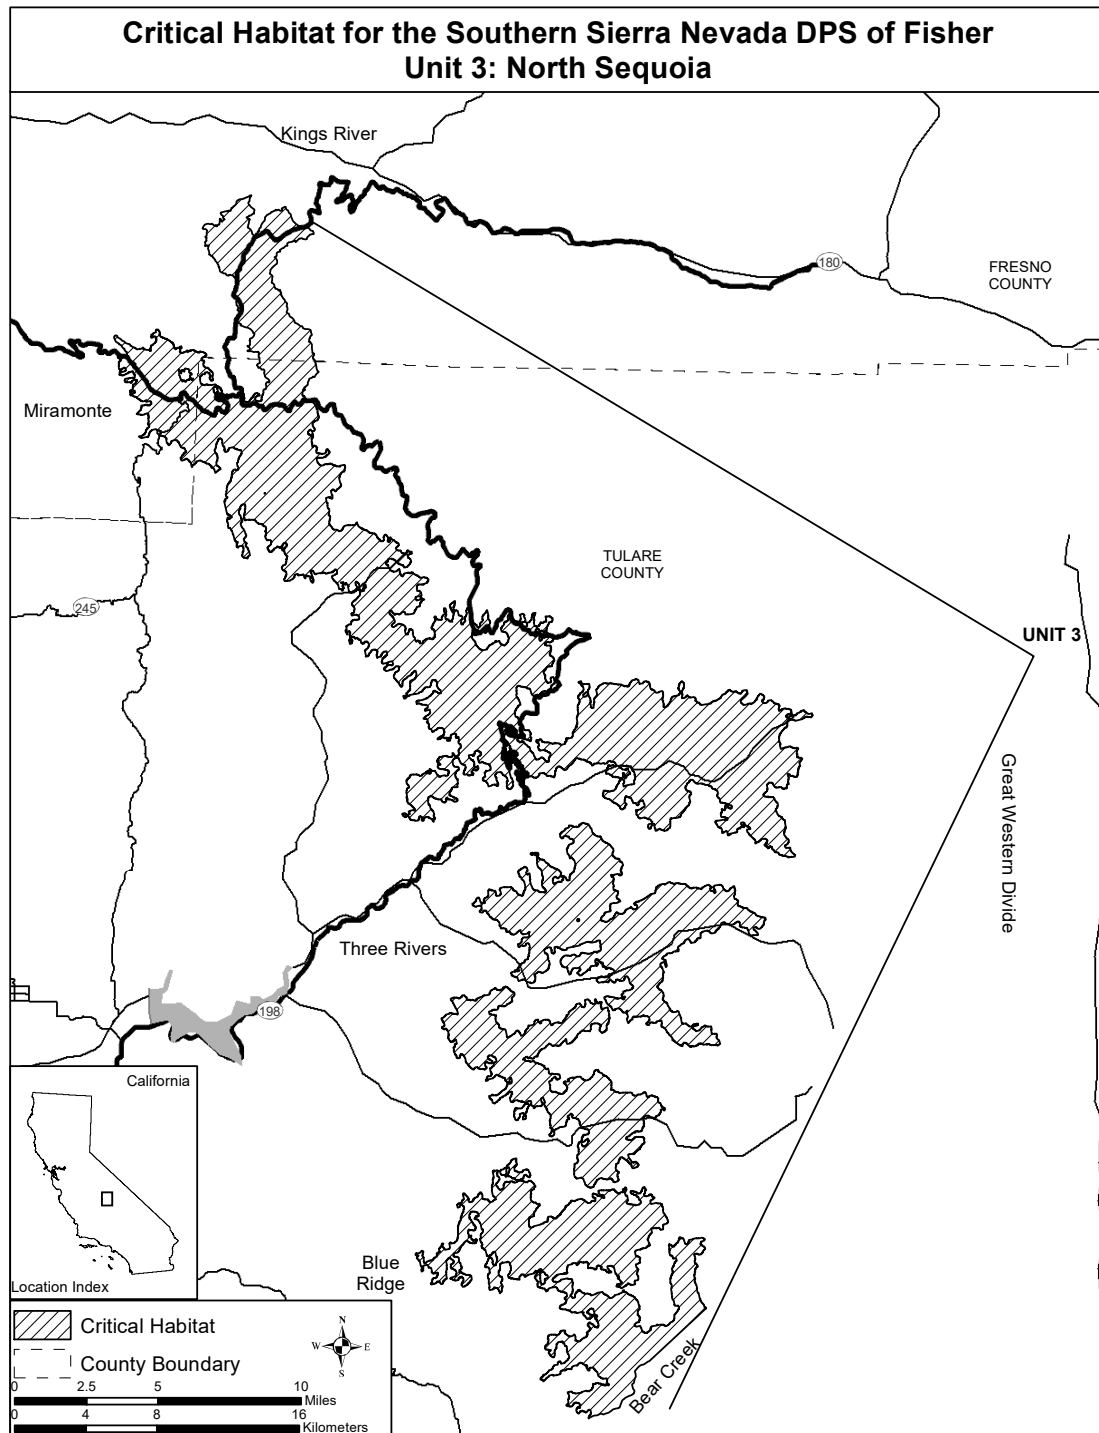 Critical Habitat for the Southern Sierra Nevada DPS of Fisher
Unit 3: North Sequoia
Kings River
180
FRESNO
COUNTY
Miramonte
TULARE
COUNTY
245
UNIT 3
Great Western Divide
Three Rivers
198
California
Location Index
Blue
Ridge
Bear Creek
Critical Habitat
County Boundary
N
W E
S
0 2.5 5 10
Miles
0 4 8 16
Kilometers